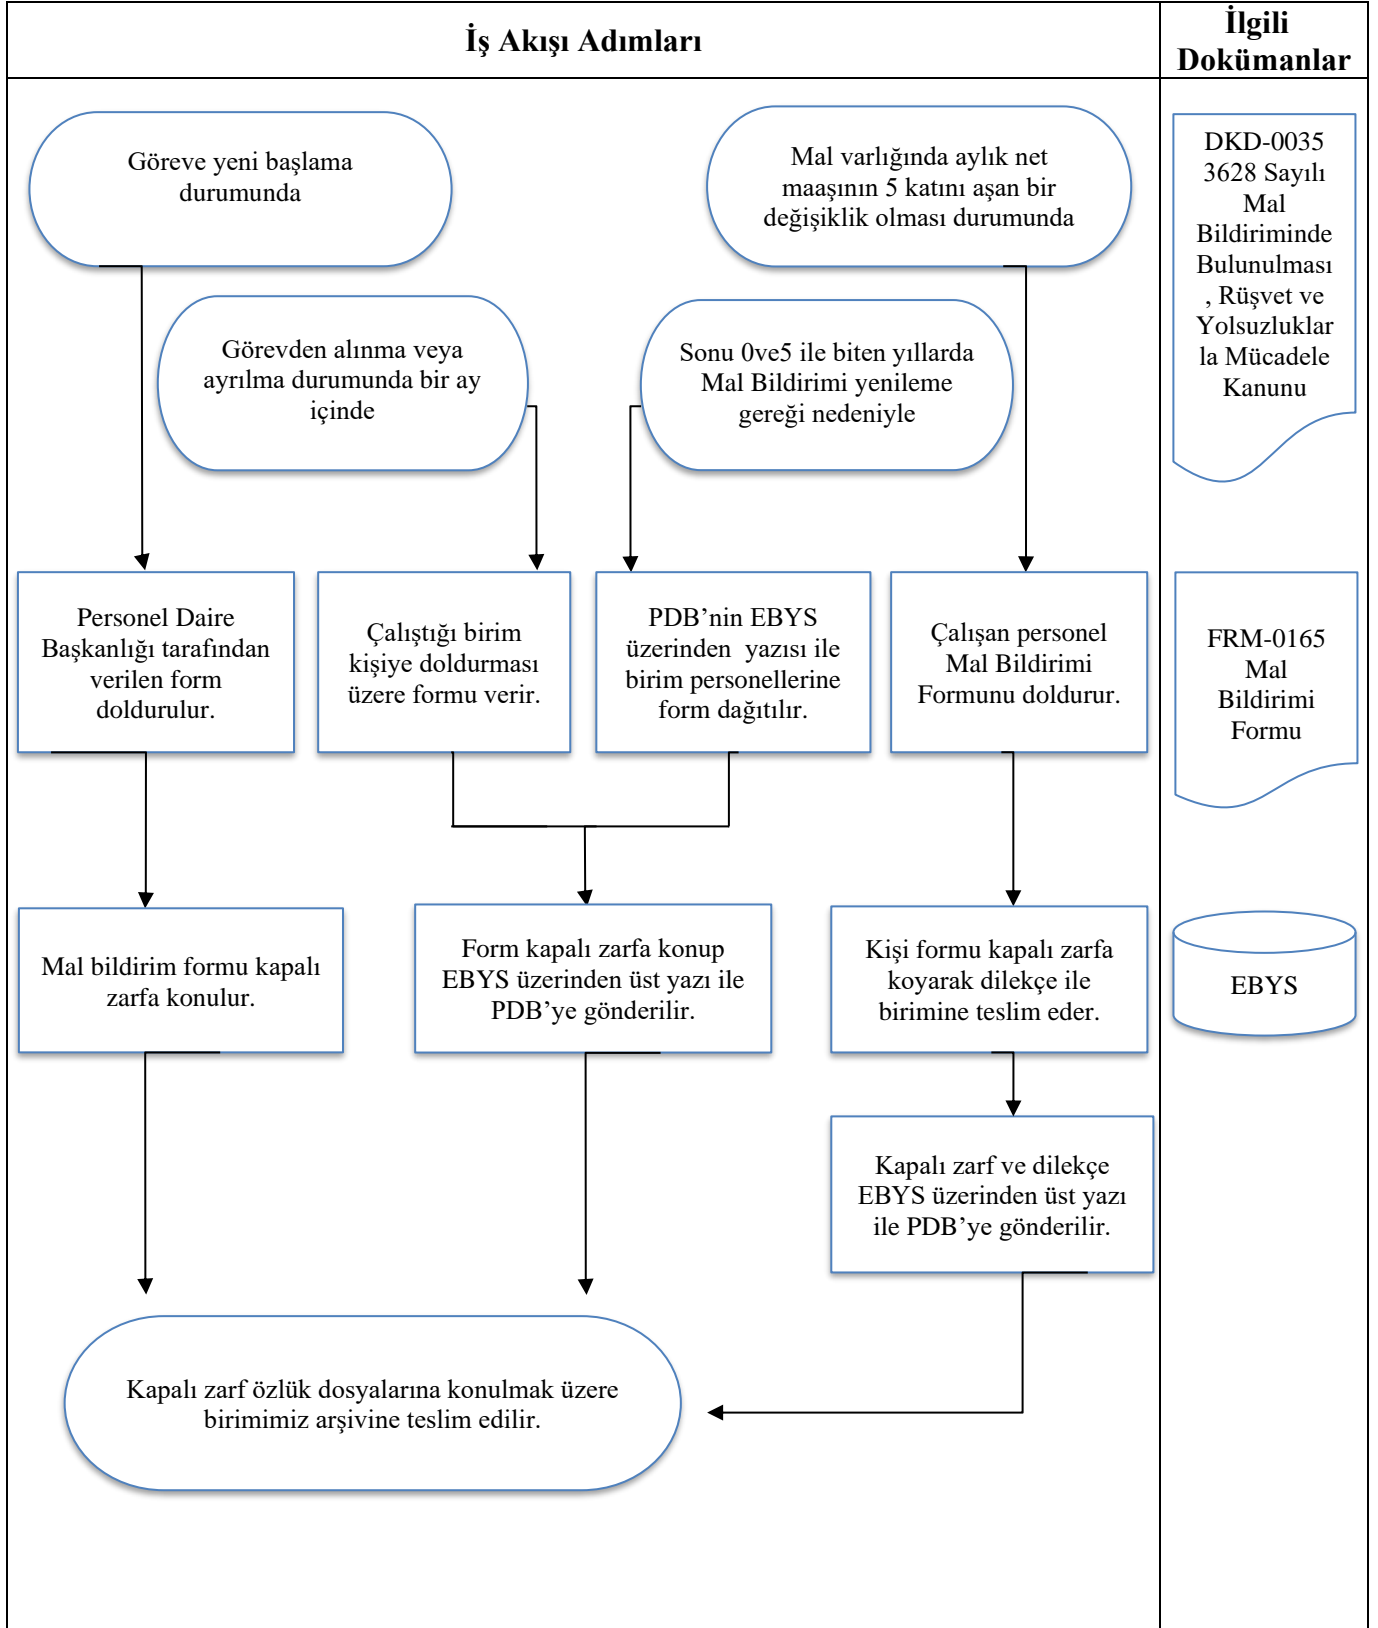 İş Akışı Adımları
İlgili
Dokümanlar
Göreve yeni başlama
durumunda
Mal varlığında aylık net
maaşının 5 katını aşan bir
değişiklik olması durumunda
DKD-0035
3628 Sayılı
Mal
Bildiriminde
Bulunulması
, Rüşvet ve
Yolsuzluklar
la Mücadele
Kanunu
Görevden alınma veya
ayrılma durumunda bir ay
içinde
Sonu 0ve5 ile biten yıllarda
Mal Bildirimi yenileme
gereği nedeniyle
Personel Daire
Başkanlığı tarafından
verilen form
doldurulur.
Çalıştığı birim
kişiye doldurması
üzere formu verir.
PDB’nin EBYS
üzerinden  yazısı ile
birim personellerine
form dağıtılır.
Çalışan personel
Mal Bildirimi
Formunu doldurur.
FRM-0165
Mal
Bildirimi
Formu
Mal bildirim formu kapalı
zarfa konulur.
Form kapalı zarfa konup
EBYS üzerinden üst yazı ile
PDB’ye gönderilir.
Kişi formu kapalı zarfa
koyarak dilekçe ile
birimine teslim eder.
EBYS
Kapalı zarf ve dilekçe
EBYS üzerinden üst yazı
ile PDB’ye gönderilir.
Kapalı zarf özlük dosyalarına konulmak üzere
birimimiz arşivine teslim edilir.